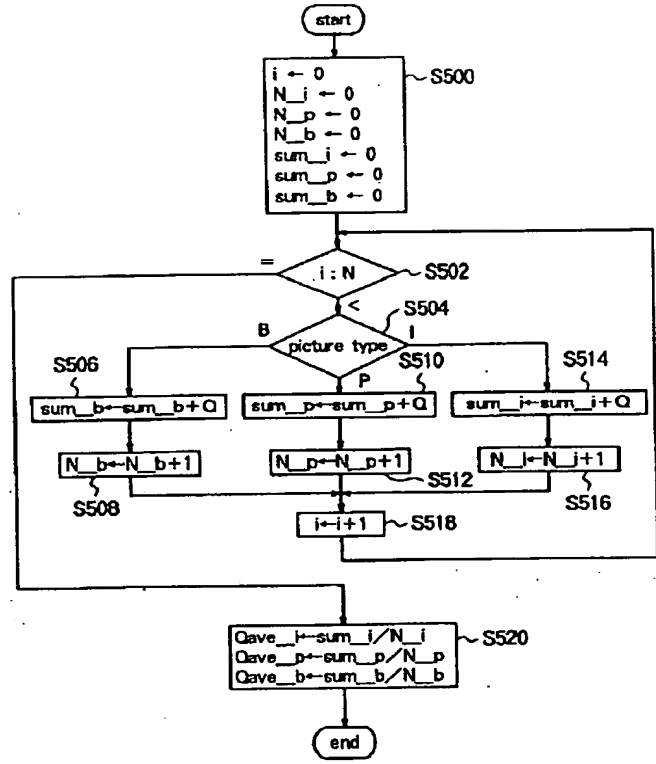 start
i ← 0
N_i ← 0
N_p ← 0
N_b ← 0
sum_i ← 0
sum_p ← 0
sum_b ← 0
S500
=
i : N
S502
<
S504
B
picture type
I
S506
P
S510
S514
sum_b←sum_b+Q
sum_p←sum_p+Q
sum_i←sum_i+Q
N_b←N_b+1
N_p←N_p+1
N_i←N_i+1
S508
S512
S516
i←i+1
S518
Qave_i←sum_i/N_i
Qave_p←sum_p/N_p
Qave_b←sum_b/N_b
S520
end